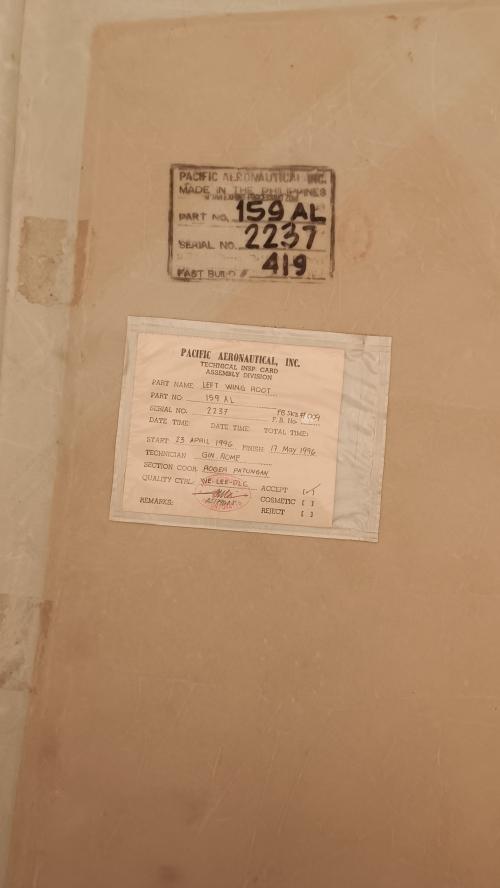 PACIFIC AERONAUTICAL INC.
MADE IN THE PHILIPPINES
PART NO. 159 AL
SERIAL NO. 2237
FAST BUILD # 419
PACIFIC AERONAUTICAL, INC.
TECHNICAL INSP. CARD
ASSEMBLY DIVISION
PART NAME: LEFT WING ROOT
PART NO: 159 AL
SERIAL NO: 2237 F.B. No.
DATE TIME: DATE TIME: TOTAL TIME:
START: 23 APRIL 1996 FINISH: 17 May 1996
TECHNICIAN GIN. ROMF
SECTION COOR. ROGER PATUNGAN
QUALITY CTRL. ACCEPT [✓]
COSMETIC [ ]
REMARKS: REJECT [ ]